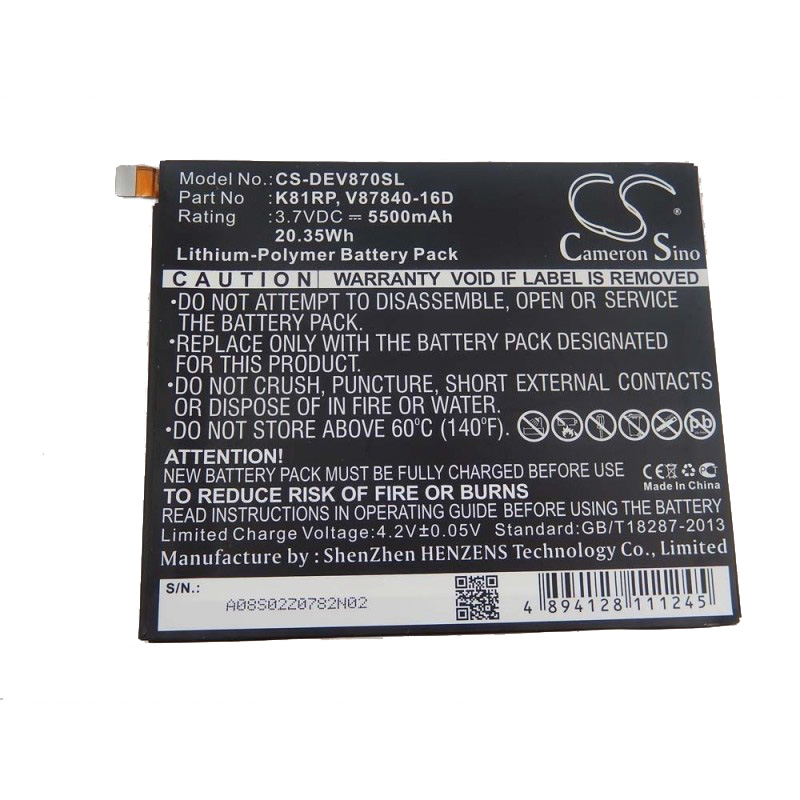 Model No.: CS-DEV870SL
Part No : K81RP, V87840-16D
Rating : 3.7VDC ⎓ 5500mAh
20.35Wh
Lithium-Polymer Battery Pack
CS
Cameron Sino
CAUTION WARRANTY VOID IF LABEL IS REMOVED
•DO NOT ATTEMPT TO DISASSEMBLE, OPEN OR SERVICE
THE BATTERY PACK.
•REPLACE ONLY WITH THE BATTERY PACK DESIGNATED
FOR THIS PRODUCT.
•DO NOT CRUSH, PUNCTURE, SHORT EXTERNAL CONTACTS
OR DISPOSE IN FIRE OR WATER.
•DO NOT STORE ABOVE 60°C (140°F).
Pb
ATTENTION!
NEW BATTERY PACK MUST BE FULLY CHARGED BEFORE USE
CE
Made in China
TO REDUCE RISK OF FIRE OR BURNS
READ INSTRUCTIONS ON CHARGING BEFORE USING THE BATTERY
Limited Charge Voltage:4.2V±0.05V Standard:GB/T18287-2013
Manufacture by : ShenZhen HENZENS Technology Co., Limited
S/N.:
A08S02Z0782N02
4 894128 111245